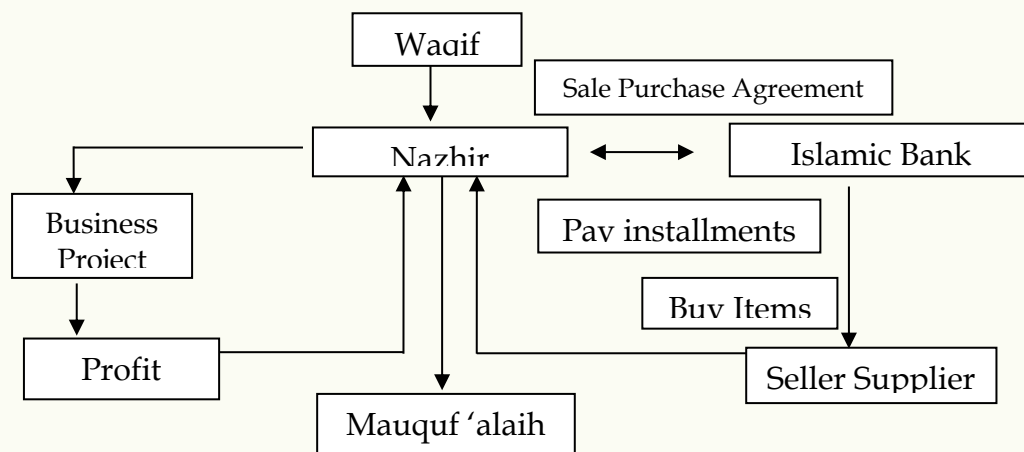 Waqif
Sale Purchase Agreement
Nazhir
Islamic Bank
Business
Project
Pay installments
Buy Items
Profit
Seller Supplier
Mauquf ‘alaih